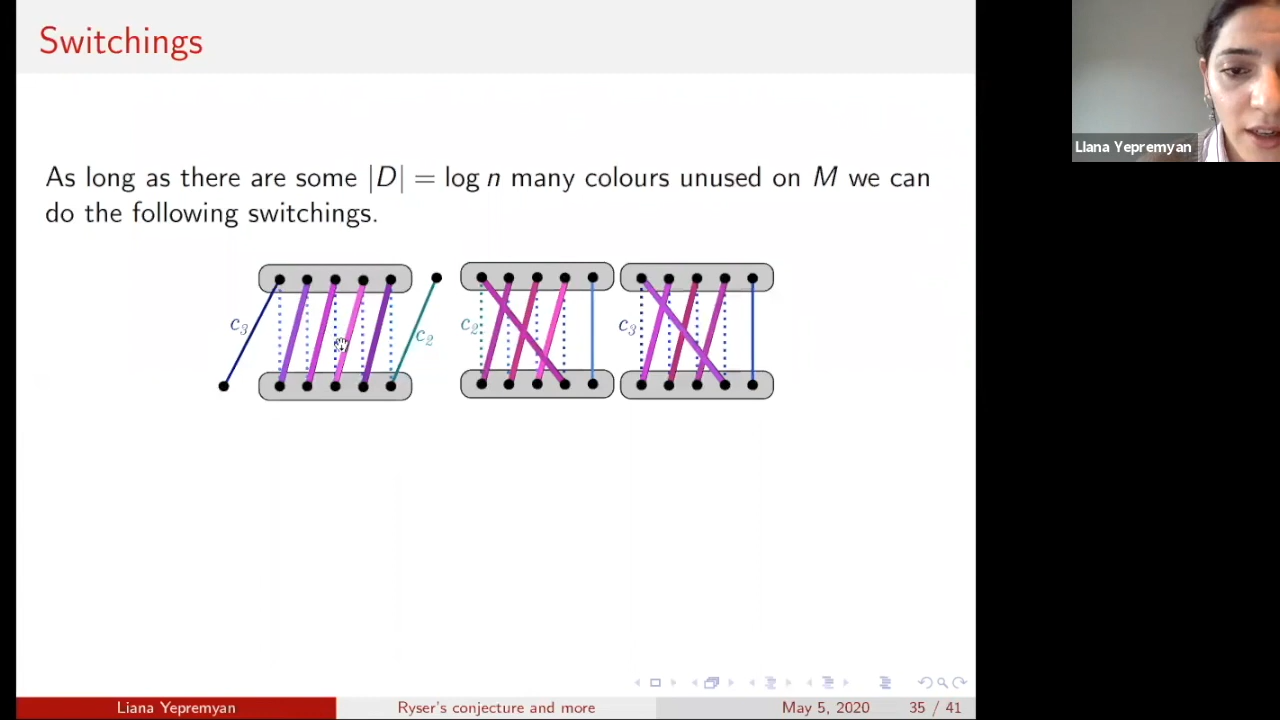 Switchings
LIana Yepremyan
As long as there are some |D| = log n many colours unused on M we can
do the following switchings.
c₃
c₂
c₂
c₃
Liana Yepremyan
Ryser's conjecture and more
May 5, 2020
35 / 41